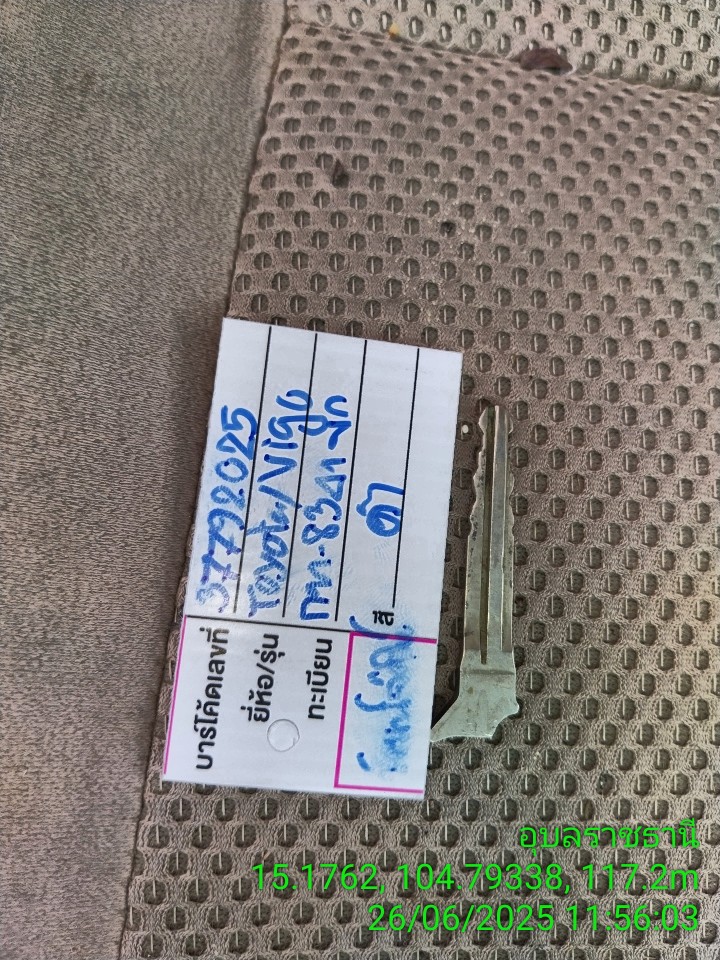 บาร์โค้ดเลขที่ 37792025
ยี่ห้อ/รุ่น Toyota/Vigo
ทะเบียน
สี ดำ
อุบลราชธานี
15.1762, 104.79338, 117.2m
26/06/2025 11:56:03